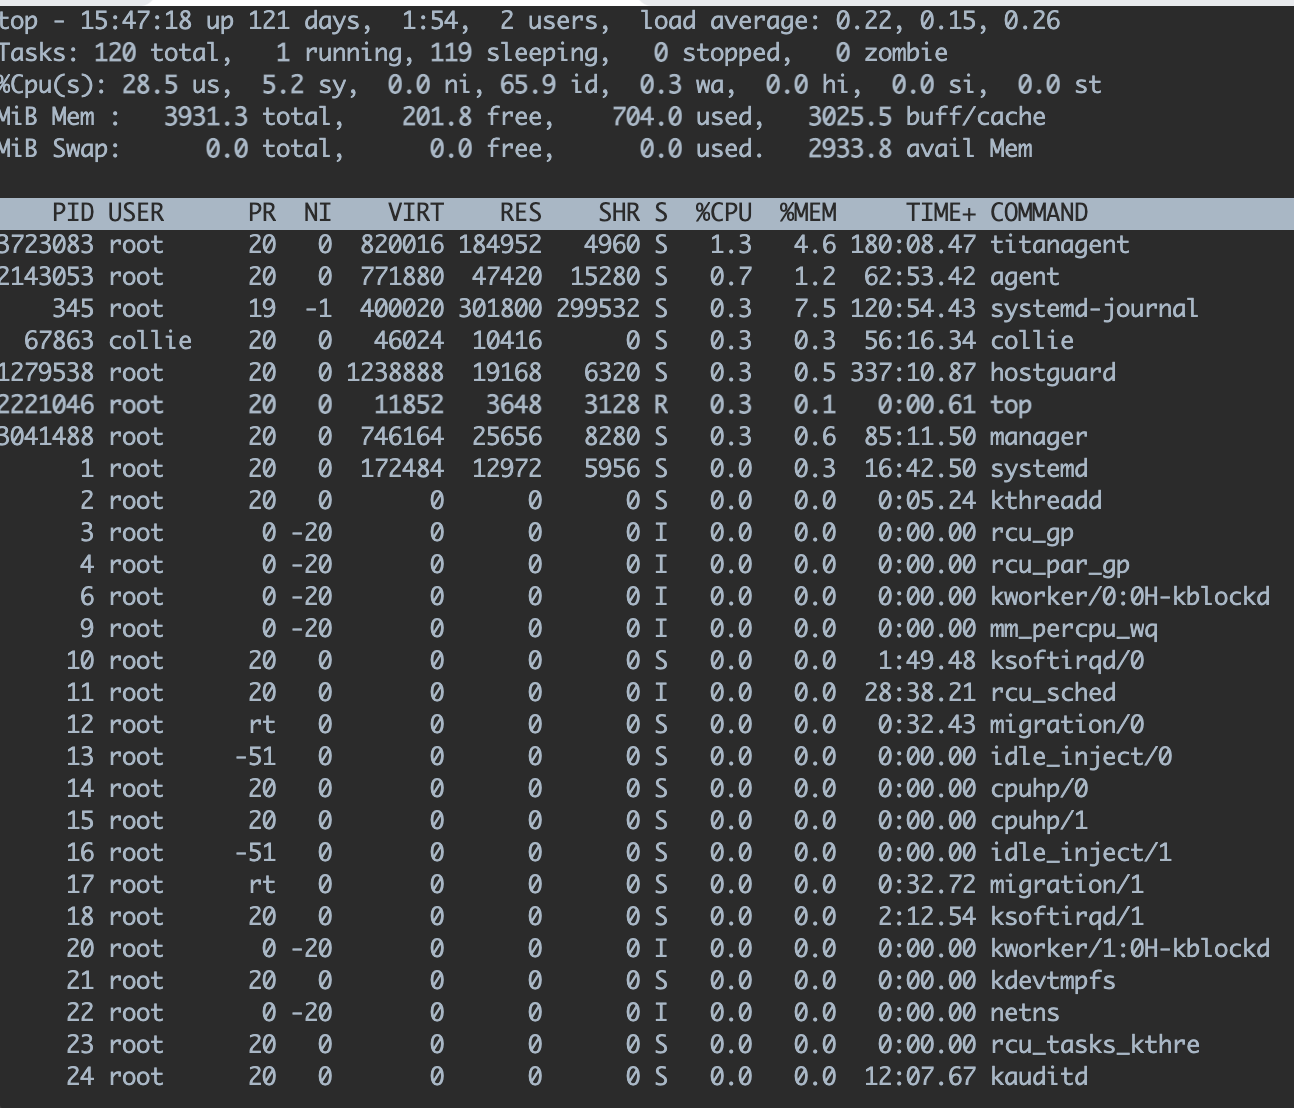 top - 15:47:18 up 121 days,  1:54,  2 users,  load average: 0.22, 0.15, 0.26
Tasks: 120 total,   1 running, 119 sleeping,   0 stopped,   0 zombie
%Cpu(s): 28.5 us,  5.2 sy,  0.0 ni, 65.9 id,  0.3 wa,  0.0 hi,  0.0 si,  0.0 st
MiB Mem :   3931.3 total,    201.8 free,    704.0 used,   3025.5 buff/cache
MiB Swap:      0.0 total,      0.0 free,      0.0 used.   2933.8 avail Mem
PID USER      PR  NI    VIRT    RES    SHR S  %CPU  %MEM     TIME+ COMMAND
3723083 root      20   0  820016 184952   4960 S   1.3   4.6 180:08.47 titanagent
2143053 root      20   0  771880  47420  15280 S   0.7   1.2  62:53.42 agent
345 root      19  -1  400020 301800 299532 S   0.3   7.5 120:54.43 systemd-journal
67863 collie    20   0   46024  10416      0 S   0.3   0.3  56:16.34 collie
1279538 root      20   0 1238888  19168   6320 S   0.3   0.5 337:10.87 hostguard
2221046 root      20   0   11852   3648   3128 R   0.3   0.1   0:00.61 top
3041488 root      20   0  746164  25656   8280 S   0.3   0.6  85:11.50 manager
1 root      20   0  172484  12972   5956 S   0.0   0.3  16:42.50 systemd
2 root      20   0       0      0      0 S   0.0   0.0   0:05.24 kthreadd
3 root       0 -20       0      0      0 I   0.0   0.0   0:00.00 rcu_gp
4 root       0 -20       0      0      0 I   0.0   0.0   0:00.00 rcu_par_gp
6 root       0 -20       0      0      0 I   0.0   0.0   0:00.00 kworker/0:0H-kblockd
9 root       0 -20       0      0      0 I   0.0   0.0   0:00.00 mm_percpu_wq
10 root      20   0       0      0      0 S   0.0   0.0   1:49.48 ksoftirqd/0
11 root      20   0       0      0      0 I   0.0   0.0  28:38.21 rcu_sched
12 root      rt   0       0      0      0 S   0.0   0.0   0:32.43 migration/0
13 root     -51   0       0      0      0 S   0.0   0.0   0:00.00 idle_inject/0
14 root      20   0       0      0      0 S   0.0   0.0   0:00.00 cpuhp/0
15 root      20   0       0      0      0 S   0.0   0.0   0:00.00 cpuhp/1
16 root     -51   0       0      0      0 S   0.0   0.0   0:00.00 idle_inject/1
17 root      rt   0       0      0      0 S   0.0   0.0   0:32.72 migration/1
18 root      20   0       0      0      0 S   0.0   0.0   2:12.54 ksoftirqd/1
20 root       0 -20       0      0      0 I   0.0   0.0   0:00.00 kworker/1:0H-kblockd
21 root      20   0       0      0      0 S   0.0   0.0   0:00.00 kdevtmpfs
22 root       0 -20       0      0      0 I   0.0   0.0   0:00.00 netns
23 root      20   0       0      0      0 S   0.0   0.0   0:00.00 rcu_tasks_kthre
24 root      20   0       0      0      0 S   0.0   0.0  12:07.67 kauditd